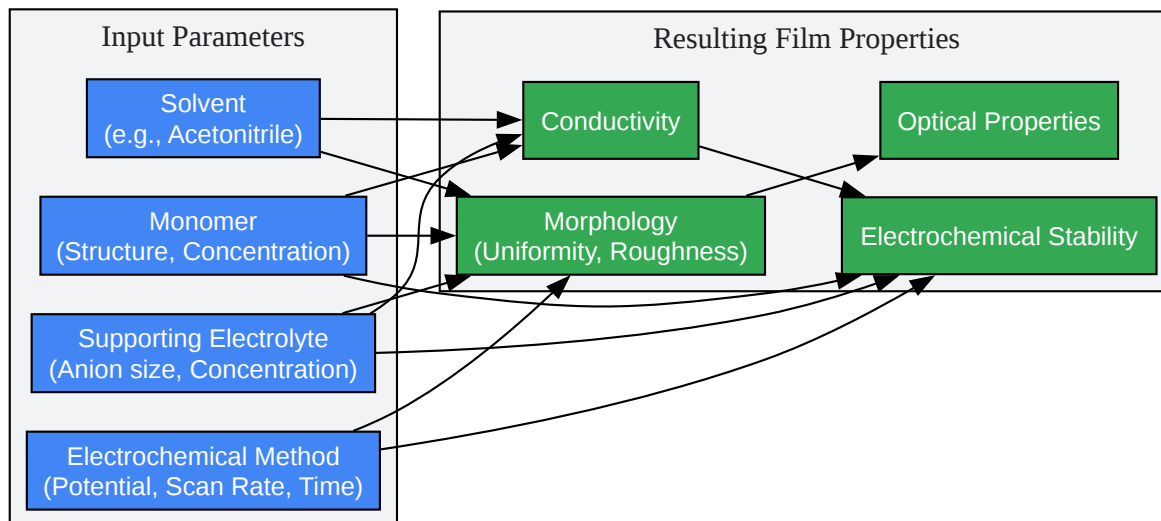 Input Parameters
Solvent
(e.g., Acetonitrile)
Monomer
(Structure, Concentration)
Supporting Electrolyte
(Anion size, Concentration)
Electrochemical Method
(Potential, Scan Rate, Time)
Resulting Film Properties
Conductivity
Optical Properties
Morphology
(Uniformity, Roughness)
Electrochemical Stability